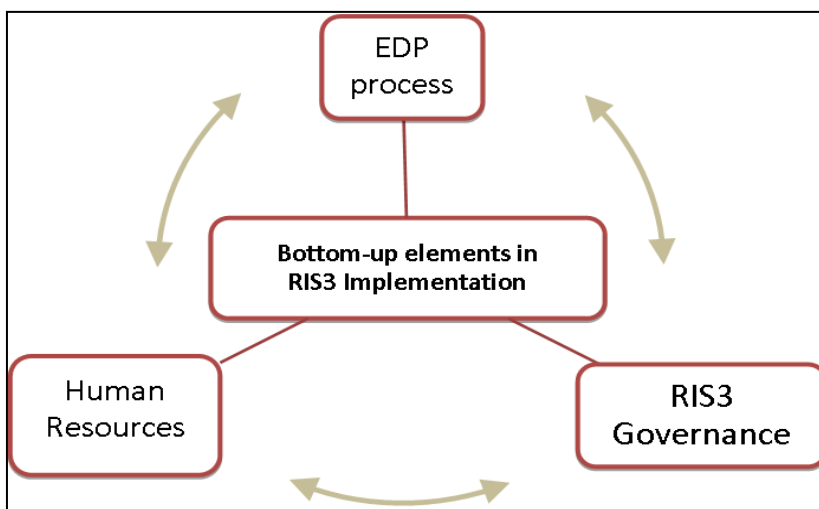 EDP
process
Bottom-up elements in
RIS3 Implementation
Human
Resources
RIS3
Governance